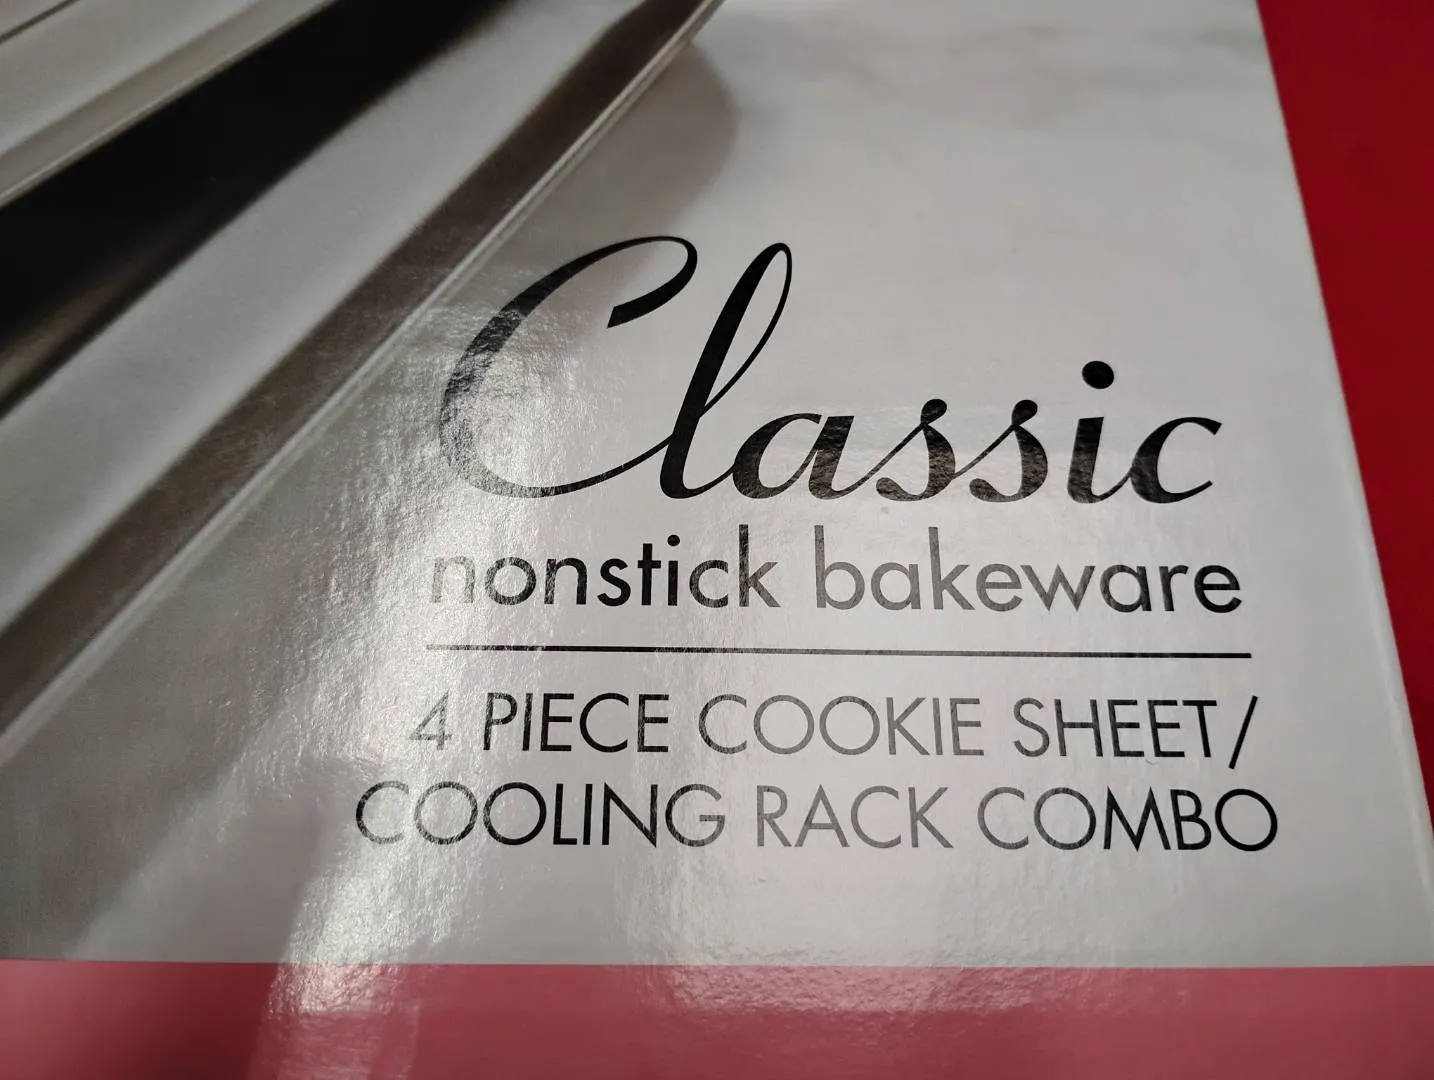 Classic
nonstick bakeware
4 PIECE COOKIE SHEET/
COOLING RACK COMBO